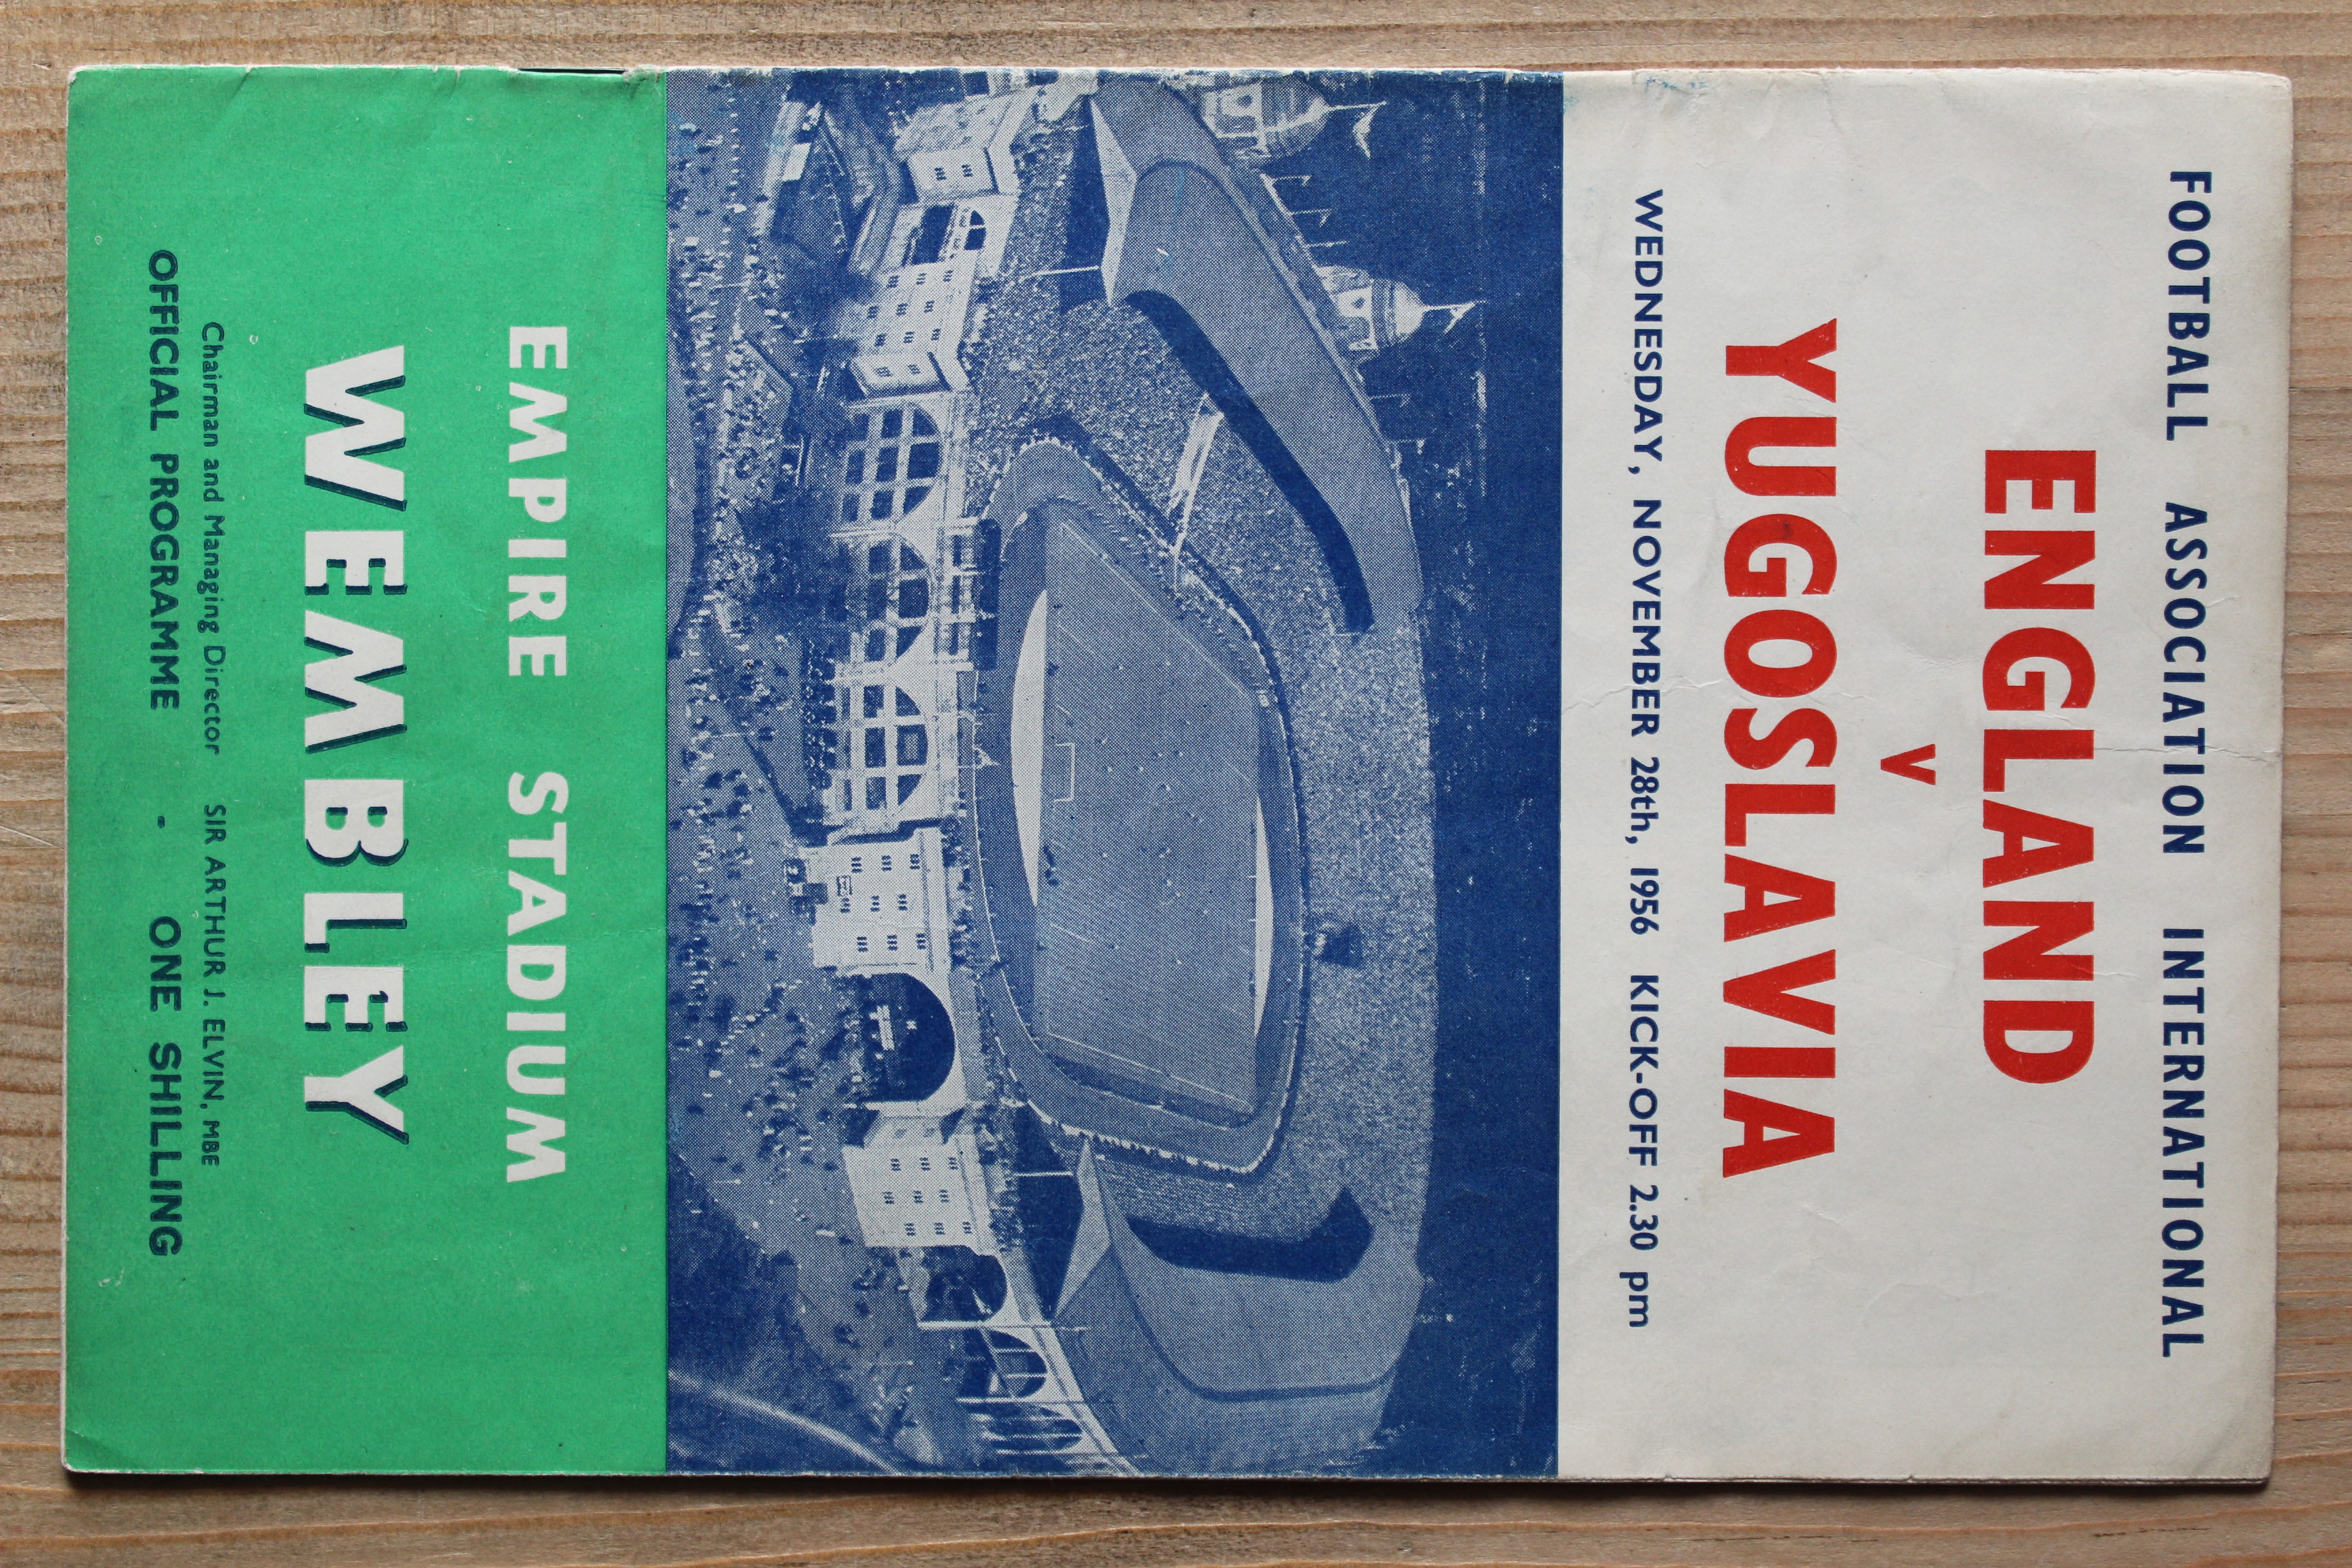 FOOTBALL ASSOCIATION INTERNATIONAL
ENGLAND
V
YUGOSLAVIA
WEDNESDAY, NOVEMBER 28th, 1956 KICK-OFF 2.30 pm
EMPIRE STADIUM
WEMBLEY
Chairman and Managing Director SIR ARTHUR J. ELVIN, MBE
OFFICIAL PROGRAMME - ONE SHILLING